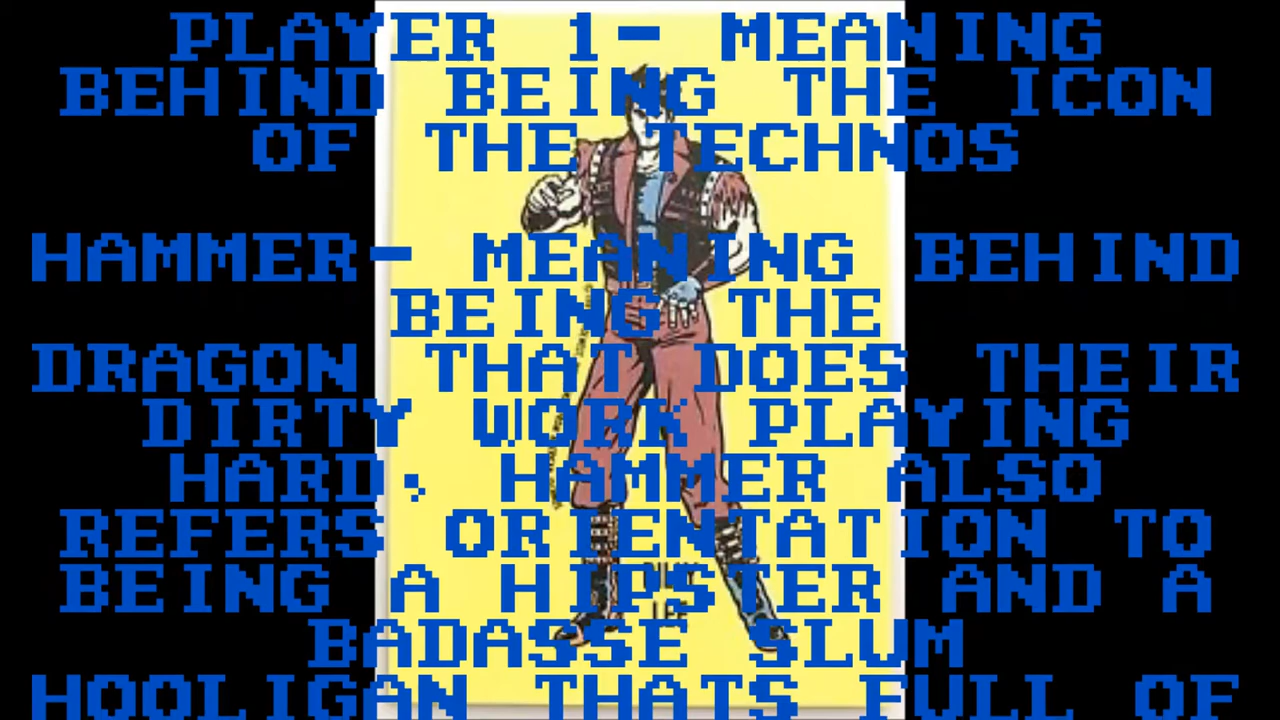 PLAYER 1- MEANING
BEHIND BEING THE ICON
OF THE TECHNOS
HAMMER- MEANING BEHIND
BEING THE
DRAGON THAT DOES THEIR
DIRTY WORK PLAYING
HARD, HAMMER ALSO
REFERS ORIENTATION TO
BEING A HIPSTER AND A
BADASSE SLUM
HOOLIGAN THATS FULL OF
LEE